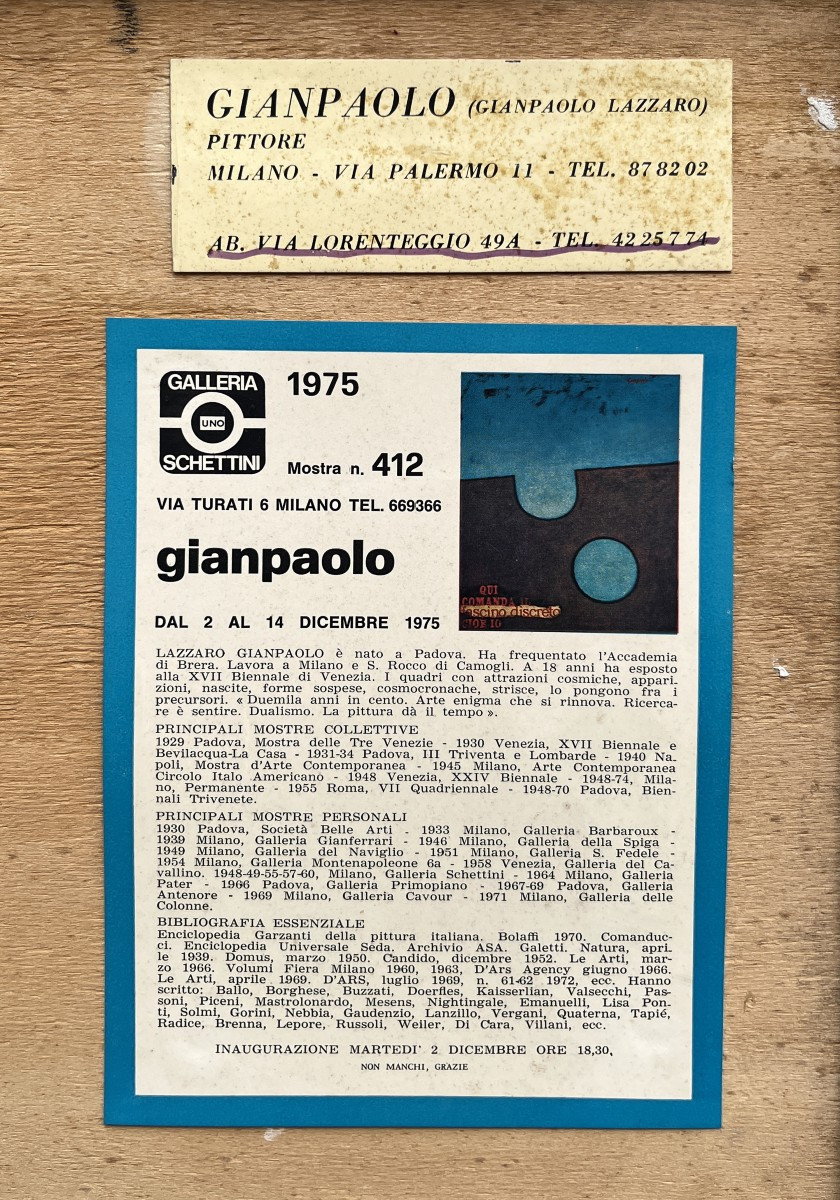 GIANPAOLO (GIANPAOLO LAZZARO)
PITTORE
MILANO - VIA PALERMO 11 - TEL. 87 82 02
AB. VIA LORENTEGGIO 49A - TEL. 42 25 7 74
GALLERIA
UNO
SCHETTINI
1975
Mostra n. 412
VIA TURATI 6 MILANO TEL. 669366
gianpaolo
DAL 2 AL 14 DICEMBRE 1975
QUI
COMANDA IL
fascino discreto
CIOE IO
LAZZARO GIANPAOLO è nato a Padova. Ha frequentato l'Accademia
di Brera. Lavora a Milano e S. Rocco di Camogli. A 18 anni ha esposto
alla XVII Biennale di Venezia. I quadri con attrazioni cosmiche, appari-
zioni, nascite, forme sospese, cosmocronache, strisce, lo pongono fra i
precursori. « Duemila anni in cento. Arte enigma che si rinnova. Ricerca-
re è sentire. Dualismo. La pittura dà il tempo ».
PRINCIPALI MOSTRE COLLETTIVE
1929 Padova, Mostra delle Tre Venezie - 1930 Venezia, XVII Biennale e
Bevilacqua-La Casa - 1931-34 Padova, III Triventa e Lombarde - 1940 Na-
poli, Mostra d'Arte Contemporanea - 1945 Milano, Arte Contemporanea
Circolo Italo Americano - 1948 Venezia, XXIV Biennale - 1948-74, Mila-
no, Permanente - 1955 Roma, VII Quadriennale - 1948-70 Padova, Bien-
nali Trivenete.
PRINCIPALI MOSTRE PERSONALI
1930 Padova, Società Belle Arti - 1933 Milano, Galleria Barbaroux -
1939 Milano, Galleria Gianferrari - 1946 Milano, Galleria della Spiga -
1949 Milano, Galleria del Naviglio - 1951 Milano, Galleria S. Fedele -
1954 Milano, Galleria Montenapoleone 6a - 1958 Venezia, Galleria del Ca-
vallino. 1948-49-55-57-60, Milano, Galleria Schettini - 1964 Milano, Galleria
Pater - 1966 Padova, Galleria Primopiano - 1967-69 Padova, Galleria
Antenore - 1969 Milano, Galleria Cavour - 1971 Milano, Galleria delle
Colonne.
BIBLIOGRAFIA ESSENZIALE
Enciclopedia Garzanti della pittura italiana. Bolaffi 1970. Comanduc-
ci. Enciclopedia Universale Seda. Archivio ASA. Galetti. Natura, apri-
le 1939. Domus, marzo 1950. Candido, dicembre 1952. Le Arti, mar-
zo 1966. Volumi Fiera Milano 1960, 1963, D'Ars Agency giugno 1966.
Le Arti, aprile 1969. D'ARS, luglio 1969, n. 61-62 1972, ecc. Hanno
scritto: Ballo, Borghese, Buzzati, Doerfles, Kaisserlian, Valsecchi, Pas-
soni, Piceni, Mastrolonardo, Mesens, Nightingale, Emanuelli, Lisa Pon-
ti, Solmi, Gorini, Nebbia, Gaudenzio, Lanzillo, Vergani, Quaterna, Tapié,
Radice, Brenna, Lepore, Russoli, Weiler, Di Cara, Villani, ecc.
INAUGURAZIONE MARTEDI' 2 DICEMBRE ORE 18,30,
NON MANCHI, GRAZIE